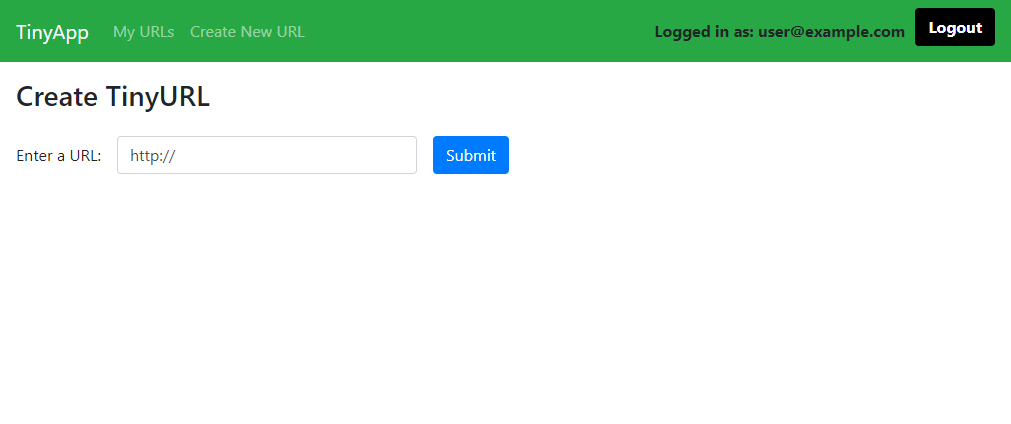 TinyApp My URLs Create New URL Logged in as: user@example.com Logout
Create TinyURL
Enter a URL: http:// Submit